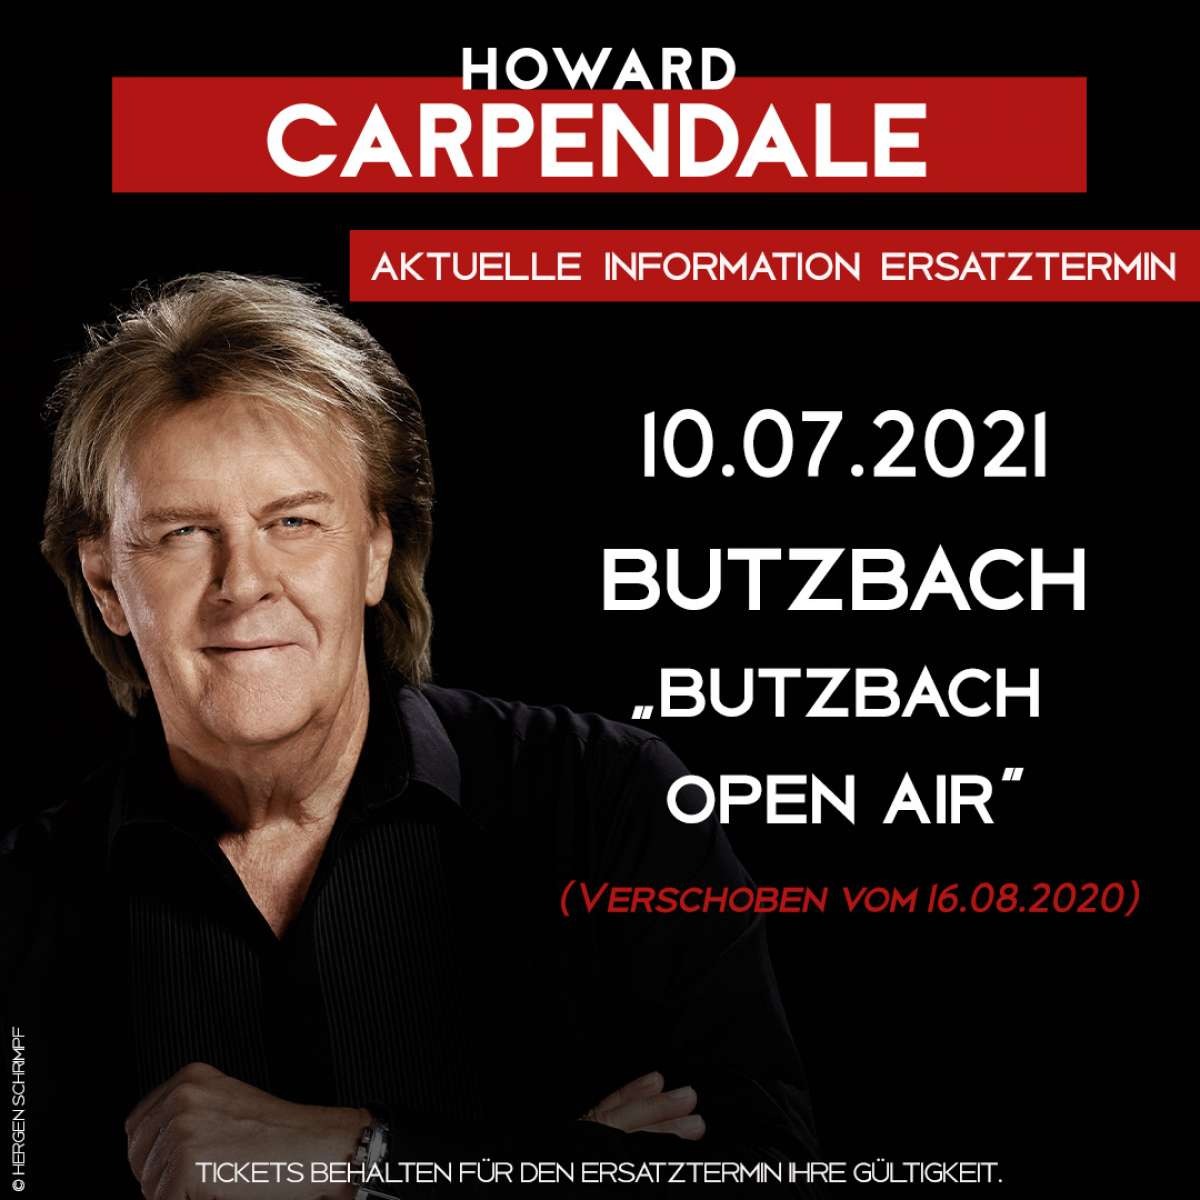 HOWARD
CARPENDALE
AKTUELLE INFORMATION ERSATZTERMIN
10.07.2021
BUTZBACH
„BUTZBACH
OPEN AIR“
(VERSCHOBEN VOM 16.08.2020)
TICKETS BEHALTEN FÜR DEN ERSATZTERMIN IHRE GÜLTIGKEIT.
© HERGEN SCHRIMPF